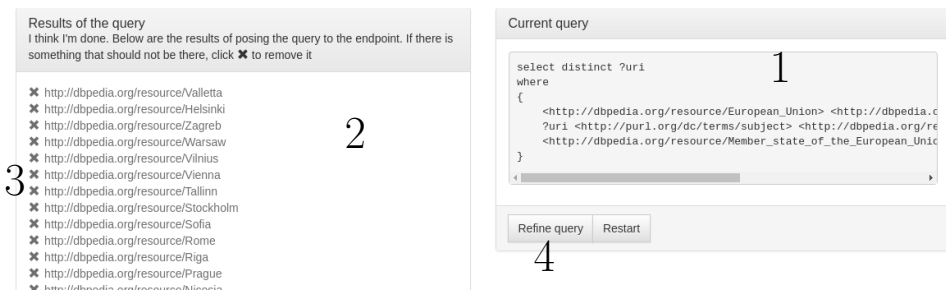 Results of the query
I think I'm done. Below are the results of posing the query to the endpoint. If there is
something that should not be there, click ✖ to remove it
✖ http://dbpedia.org/resource/Valletta
✖ http://dbpedia.org/resource/Helsinki
✖ http://dbpedia.org/resource/Zagreb
✖ http://dbpedia.org/resource/Warsaw
✖ http://dbpedia.org/resource/Vilnius
✖ http://dbpedia.org/resource/Vienna
✖ http://dbpedia.org/resource/Tallinn
✖ http://dbpedia.org/resource/Stockholm
✖ http://dbpedia.org/resource/Sofia
✖ http://dbpedia.org/resource/Rome
✖ http://dbpedia.org/resource/Riga
✖ http://dbpedia.org/resource/Prague
✖ http://dbpedia.org/resource/Nicosia
2
3
Current query
1
select distinct ?uri
where
{
<http://dbpedia.org/resource/European_Union> <http://dbpedia.o
?uri <http://purl.org/dc/terms/subject> <http://dbpedia.org/re
<http://dbpedia.org/resource/Member_state_of_the_European_Unio
}
Refine query Restart
4